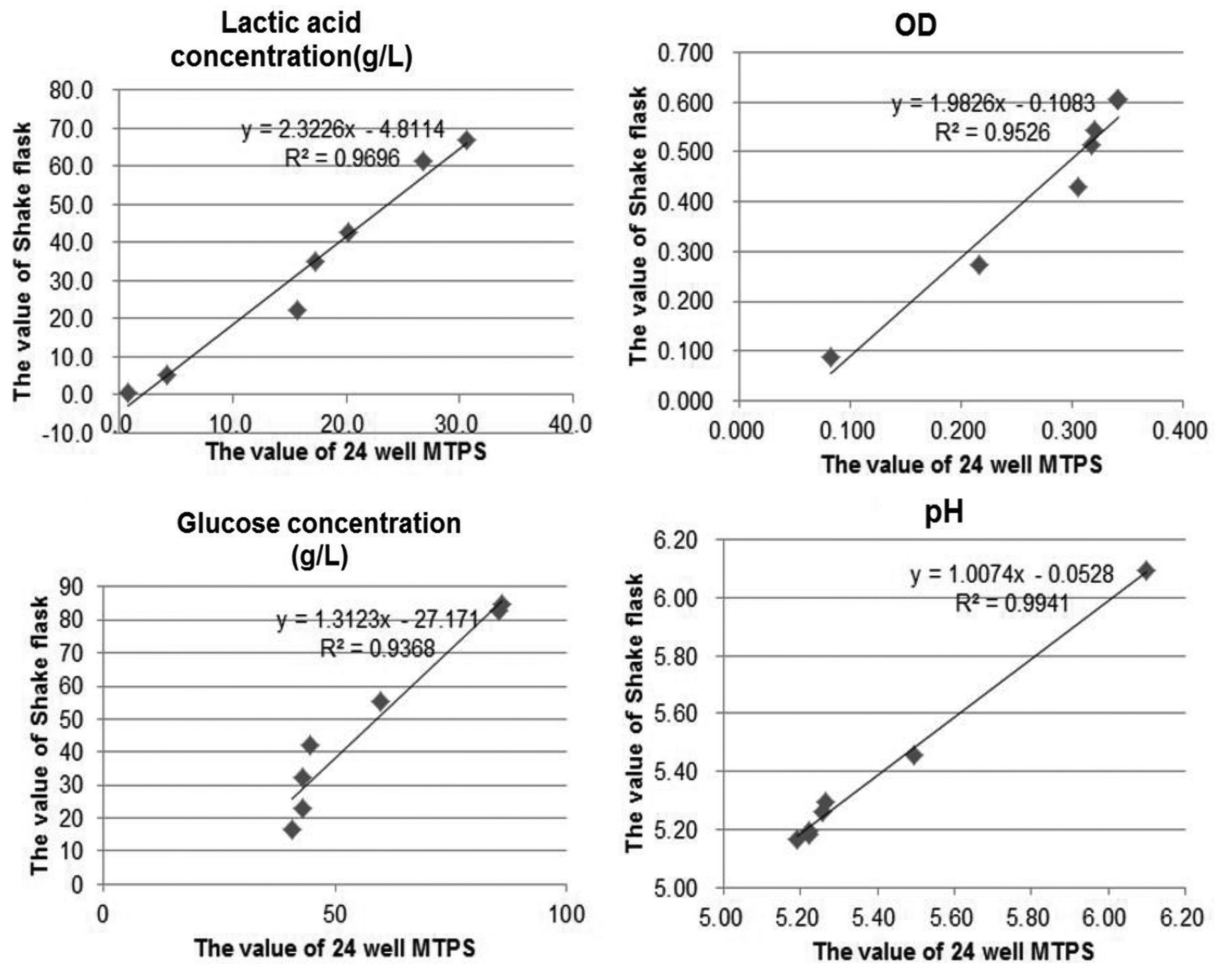 Lactic acid
concentration(g/L)
The value of Shake flask
80.0
70.0
60.0
50.0
40.0
30.0
20.0
10.0
0.0
-10.0
y = 2.3226x - 4.8114
R² = 0.9696
0.0
10.0
20.0
30.0
40.0
The value of 24 well MTPS
OD
The value of Shake flask
0.700
0.600
0.500
0.400
0.300
0.200
0.100
0.000
y = 1.9826x - 0.1083
R² = 0.9526
0.000
0.100
0.200
0.300
0.400
The value of 24 well MTPS
Glucose concentration
(g/L)
The value of Shake flask
90
80
70
60
50
40
30
20
10
0
y = 1.3123x - 27.171
R² = 0.9368
0
50
100
The value of 24 well MTPS
pH
The value of Shake flask
6.20
6.00
5.80
5.60
5.40
5.20
5.00
y = 1.0074x - 0.0528
R² = 0.9941
5.00
5.20
5.40
5.60
5.80
6.00
6.20
The value of 24 well MTPS